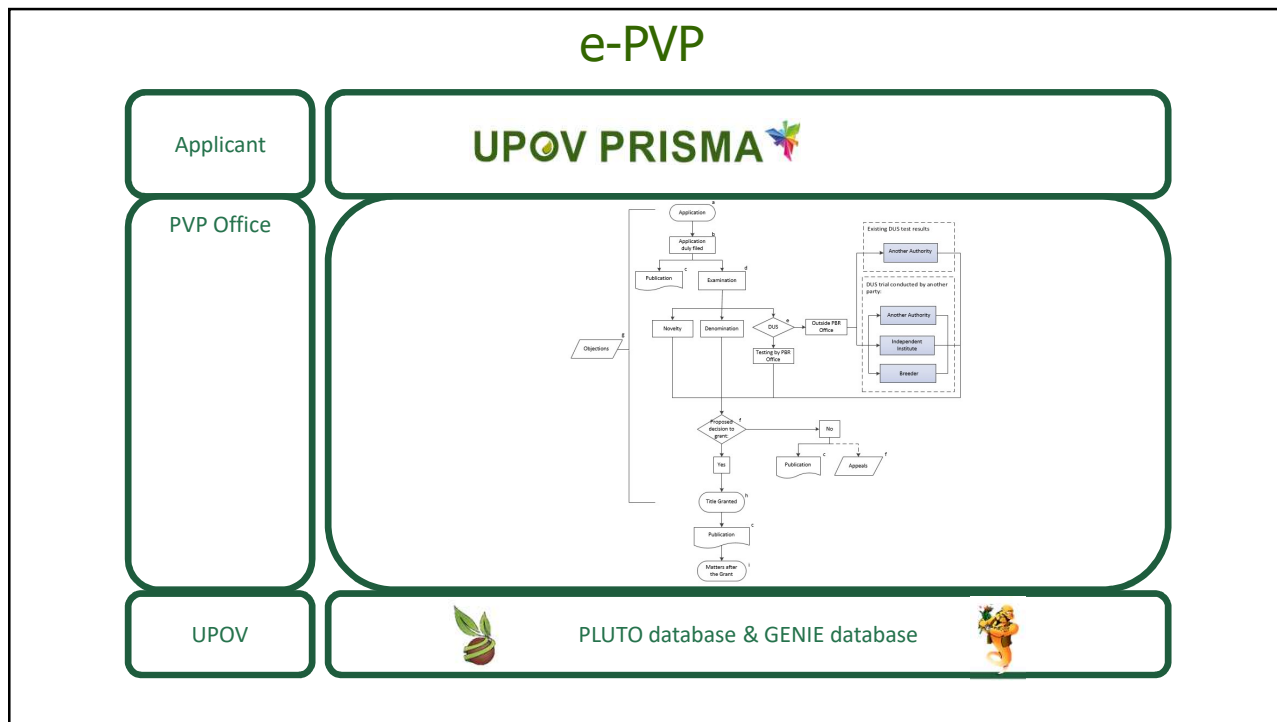 e-PVP
Applicant
UPOV PRISMA
PVP Office
a
Application
b
Application
duly filed
c
Publication
d
Examination
Existing DUS test results
Another Authority
DUS trial conducted by another
party:
Another Authority
Independent
Institute
Breeder
Novelty
Denomination
e
DUS
Outside PBR
Office
Testing by PBR
Office
g
Objections
f
Proposed
decision to
grant:
No
Yes
c
Publication
f
Appeals
h
Title Granted
c
Publication
i
Matters after
the Grant
UPOV
PLUTO database & GENIE database